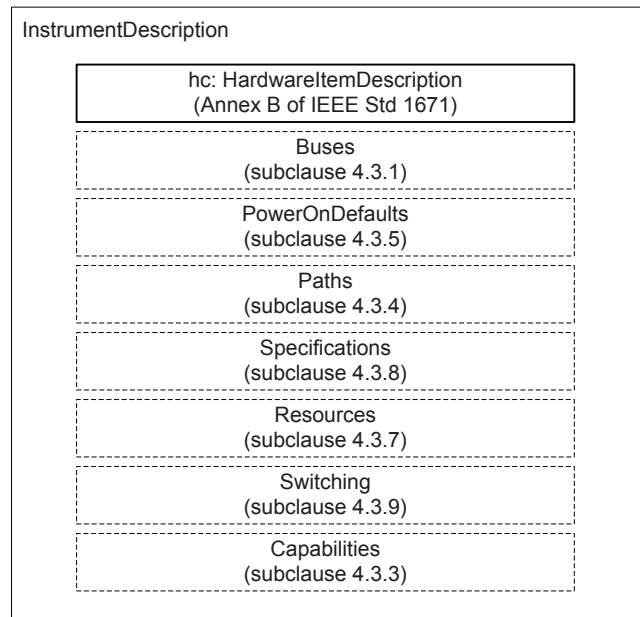 InstrumentDescription
hc: HardwareItemDescription
(Annex B of IEEE Std 1671)
Buses
(subclause 4.3.1)
PowerOnDefaults
(subclause 4.3.5)
Paths
(subclause 4.3.4)
Specifications
(subclause 4.3.8)
Resources
(subclause 4.3.7)
Switching
(subclause 4.3.9)
Capabilities
(subclause 4.3.3)